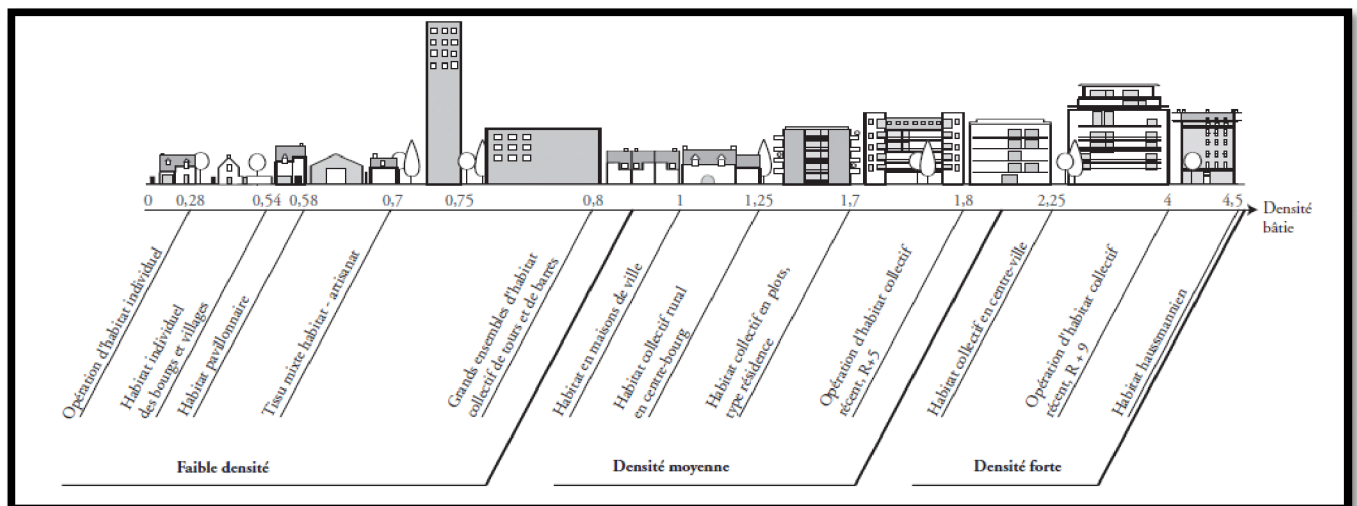 0 0,28 0,54 0,58 0,7 0,75 0,8 1 1,25 1,7 1,8 2,25 4 4,5
Densité
bâtie
Opération d'habitat individuel
Habitat individuel
des bourgs et villages
Habitat pavillonnaire
Tissu mixte habitat - artisanat
Grands ensembles d'habitat
collectif de tours et de barres
Habitat en maisons de ville
Habitat collectif rural
en centre-bourg
Habitat collectif en plots,
type résidence
Opération d'habitat collectif
récent, R+5
Habitat collectif en centre-ville
Opération d'habitat collectif
récent, R + 9
Habitat haussmannien
Faible densité
Densité moyenne
Densité forte